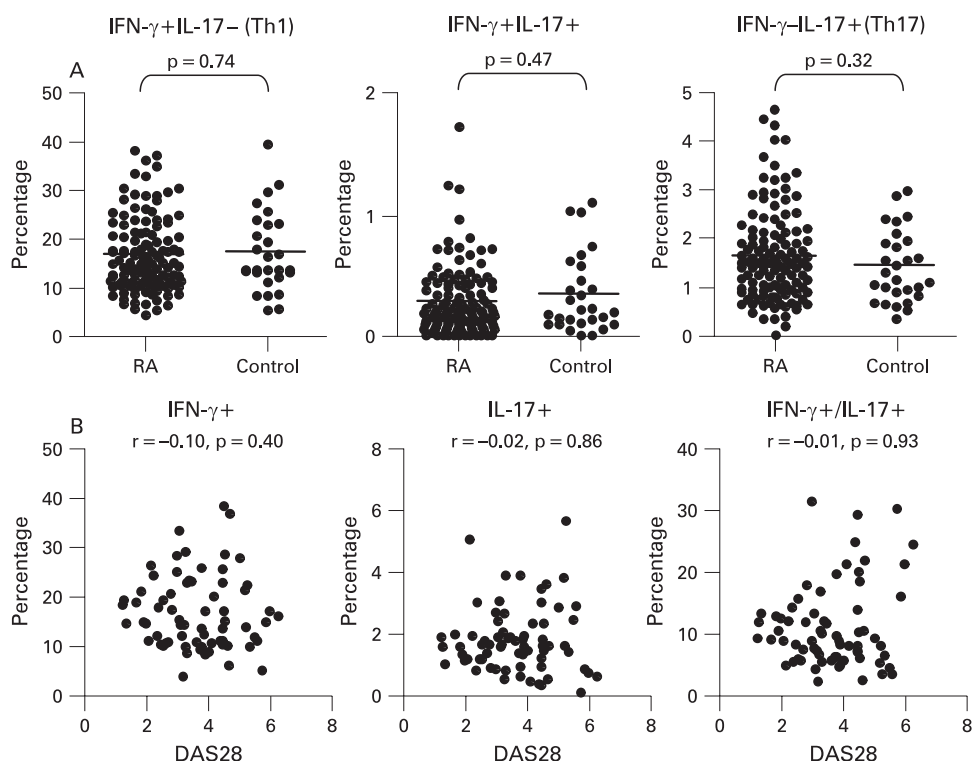 IFN-γ+IL-17– (Th1)
A
p = 0.74
50
40
30
20
10
0
Percentage
RA
Control
IFN-γ+IL-17+
p = 0.47
2
1
0
Percentage
RA
Control
IFN-γ–IL-17+(Th17)
p = 0.32
5
4
3
2
1
0
Percentage
RA
Control
B
IFN-γ+
r = –0.10, p = 0.40
50
40
30
20
10
0
Percentage
0 2 4 6 8
DAS28
IL-17+
r = –0.02, p = 0.86
8
6
4
2
0
Percentage
0 2 4 6 8
DAS28
IFN-γ+/IL-17+
r = –0.01, p = 0.93
40
30
20
10
0
Percentage
0 2 4 6 8
DAS28